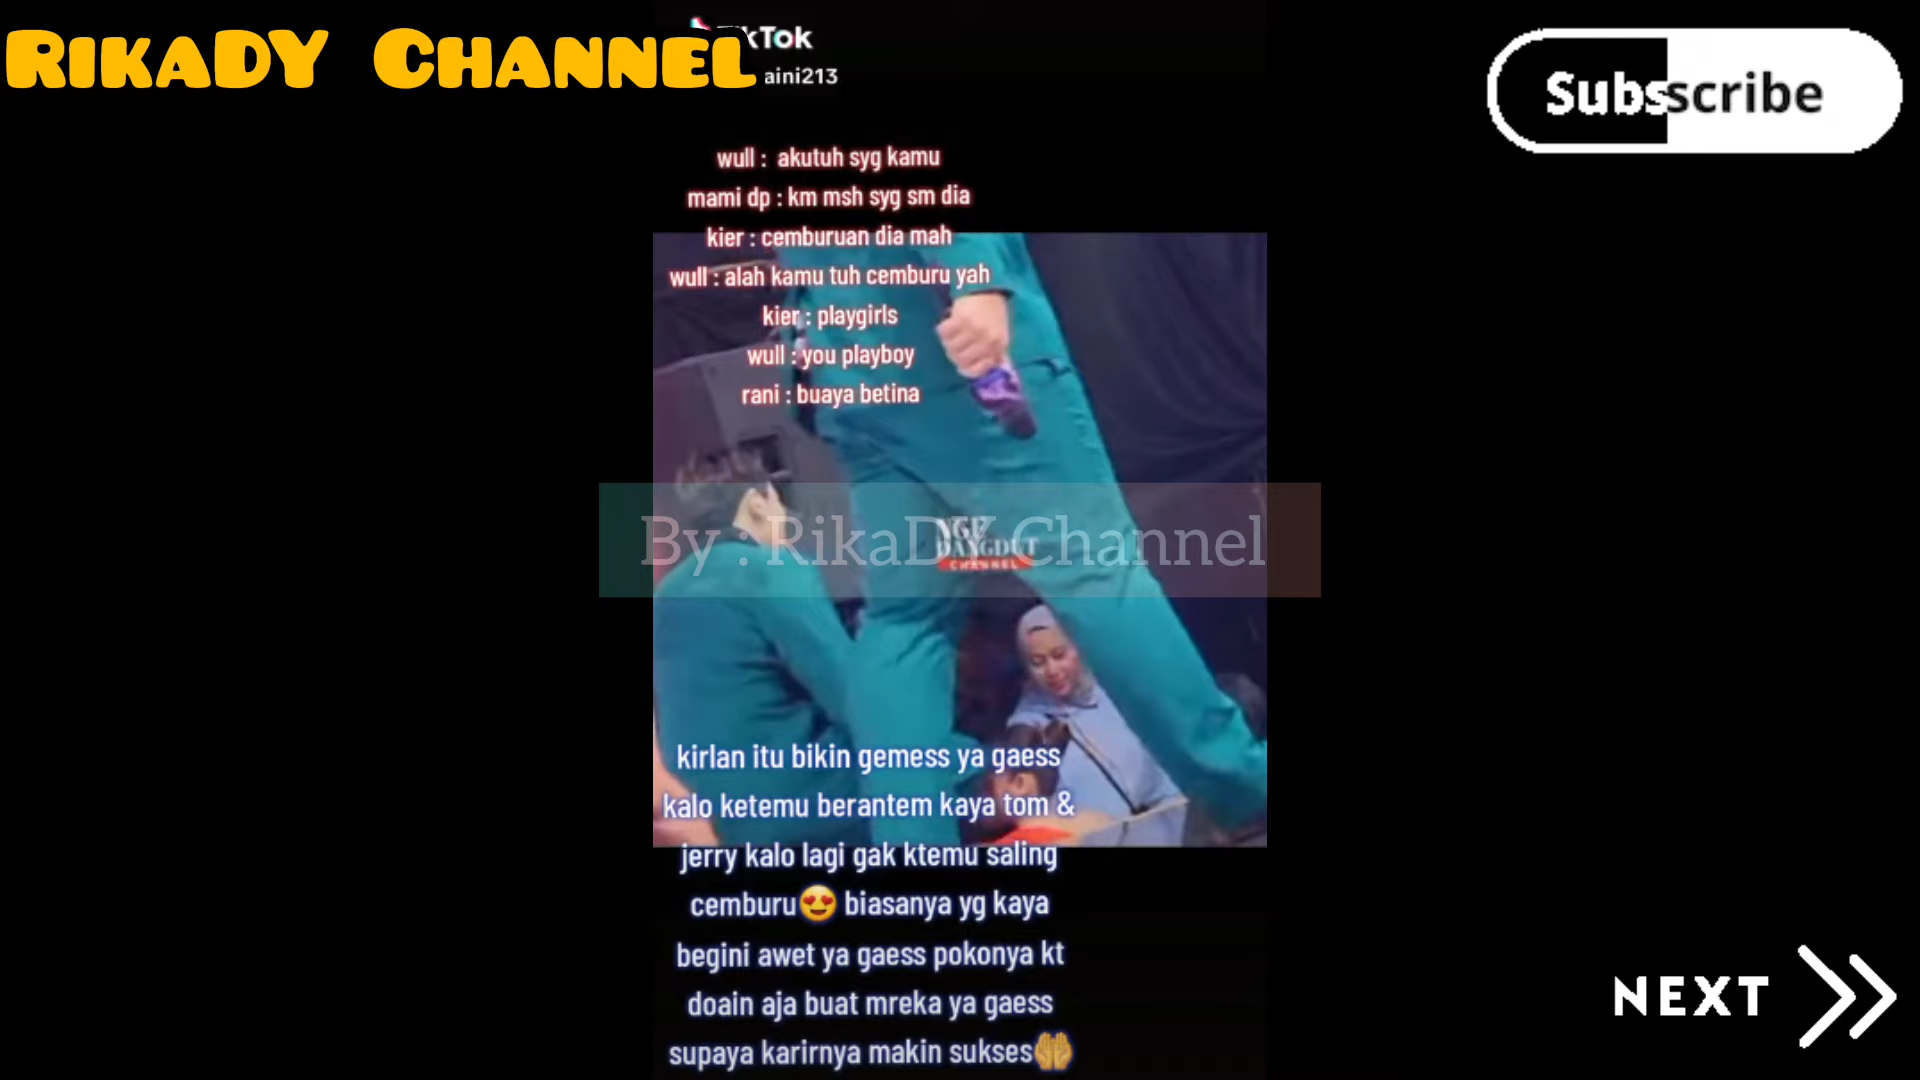 RIKADY CHANNEL
kTok
aini213
Subscribe
wull : akutuh syg kamu
mami dp : km msh syg sm dia
kier : cemburuan dia mah
wull : alah kamu tuh cemburu yah
kier : playgirls
wull : you playboy
rani : buaya betina
By : RikaDY Channel
DANGDUT
CHANNEL
kirlan itu bikin gemess ya gaess
kalo ketemu berantem kaya tom &
jerry kalo lagi gak ktemu saling
cemburu😍 biasanya yg kaya
begini awet ya gaess pokonya kt
doain aja buat mreka ya gaess
supaya karirnya makin sukses🤲
NEXT